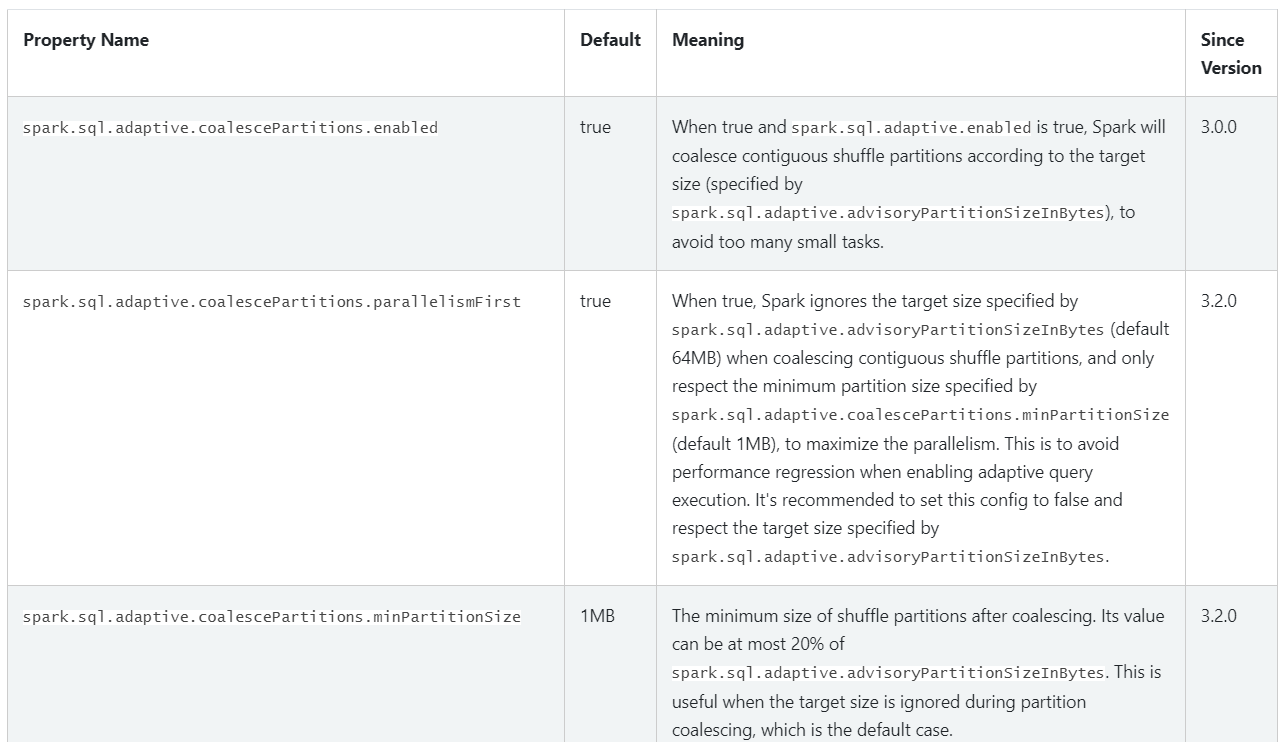 Property Name Default Meaning Since
Version
spark.sql.adaptive.coalescePartitions.enabled true When true and spark.sql.adaptive.enabled is true, Spark will 3.0.0
coalesce contiguous shuffle partitions according to the target
size (specified by
spark.sql.adaptive.advisoryPartitionSizeInBytes), to
avoid too many small tasks.
spark.sql.adaptive.coalescePartitions.parallelismFirst true When true, Spark ignores the target size specified by 3.2.0
spark.sql.adaptive.advisoryPartitionSizeInBytes (default
64MB) when coalescing contiguous shuffle partitions, and only
respect the minimum partition size specified by
spark.sql.adaptive.coalescePartitions.minPartitionSize
(default 1MB), to maximize the parallelism. This is to avoid
performance regression when enabling adaptive query
execution. It's recommended to set this config to false and
respect the target size specified by
spark.sql.adaptive.advisoryPartitionSizeInBytes.
spark.sql.adaptive.coalescePartitions.minPartitionSize 1MB The minimum size of shuffle partitions after coalescing. Its value 3.2.0
can be at most 20% of
spark.sql.adaptive.advisoryPartitionSizeInBytes. This is
useful when the target size is ignored during partition
coalescing, which is the default case.